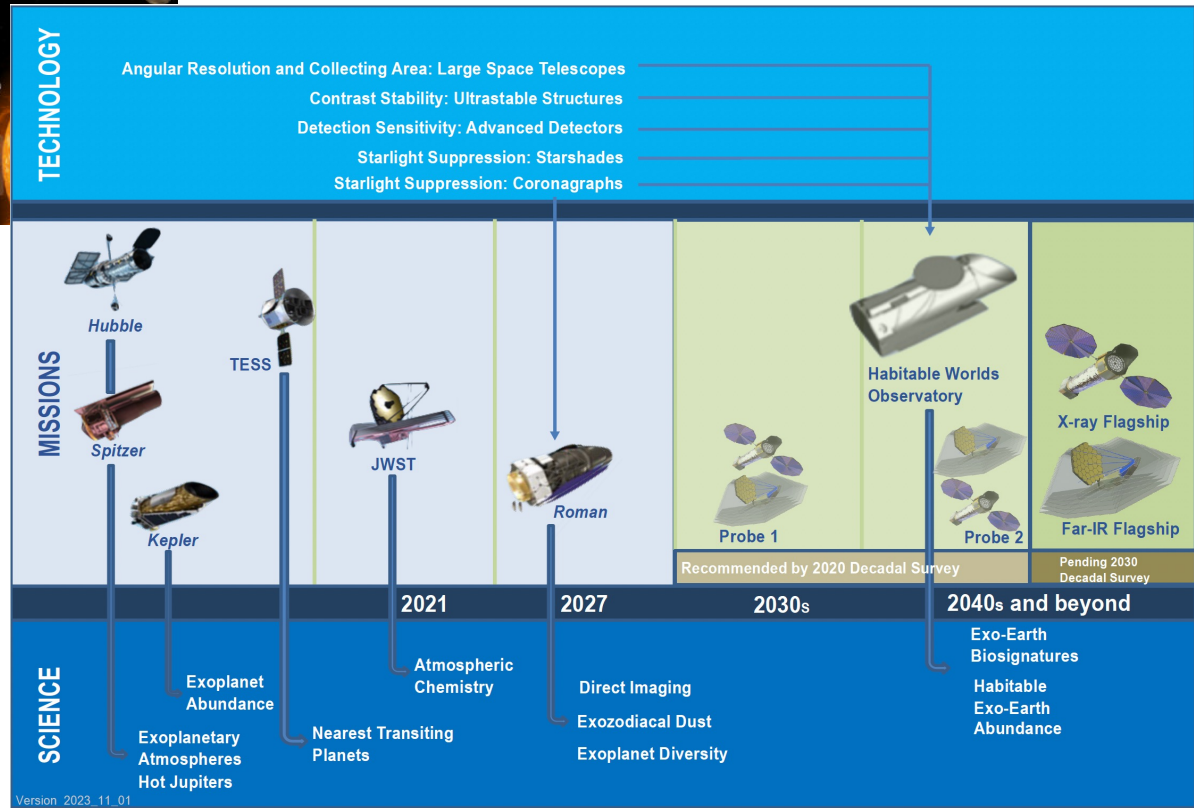 TECHNOLOGY
Angular Resolution and Collecting Area: Large Space Telescopes
Contrast Stability: Ultrastable Structures
Detection Sensitivity: Advanced Detectors
Starlight Suppression: Starshades
Starlight Suppression: Coronagraphs
MISSIONS
Hubble
Spitzer
Kepler
TESS
JWST
Roman
Probe 1
Habitable Worlds
Observatory
Probe 2
X-ray Flagship
Far-IR Flagship
Recommended by 2020 Decadal Survey
Pending 2030
Decadal Survey
2021
2027
2030s
2040s and beyond
SCIENCE
Exoplanet
Abundance
Exoplanetary
Atmospheres
Hot Jupiters
Nearest Transiting
Planets
Atmospheric
Chemistry
Direct Imaging
Exozodiacal Dust
Exoplanet Diversity
Exo-Earth
Biosignatures
Habitable
Exo-Earth
Abundance
Version 2023_11_01